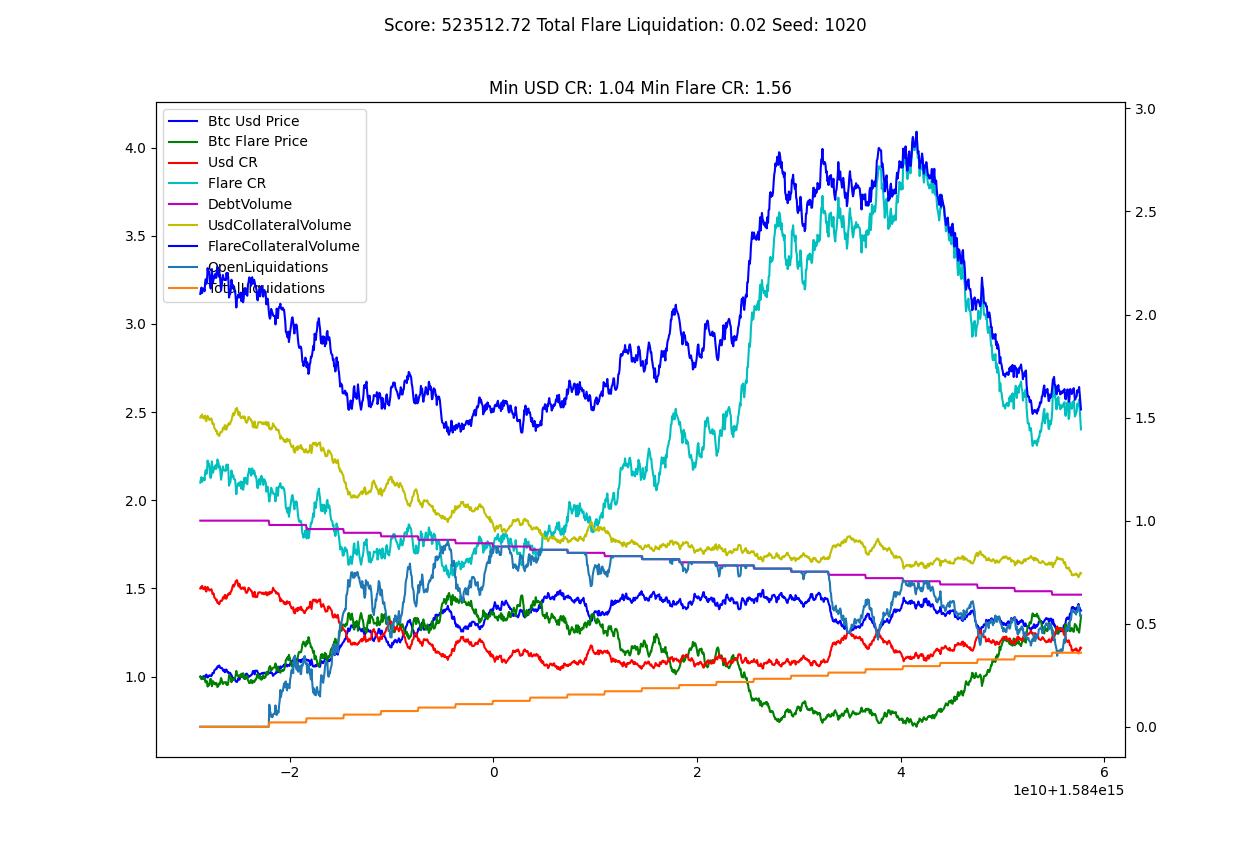 Score: 523512.72 Total Flare Liquidation: 0.02 Seed: 1020
Min USD CR: 1.04 Min Flare CR: 1.56
Btc Usd Price
Btc Flare Price
Usd CR
Flare CR
DebtVolume
UsdCollateralVolume
FlareCollateralVolume
OpenLiquidations
TotalLiquidations
4.0
3.5
3.0
2.5
2.0
1.5
1.0
3.0
2.5
2.0
1.5
1.0
0.5
0.0
−2
0
2
4
6
1e10+1.584e15